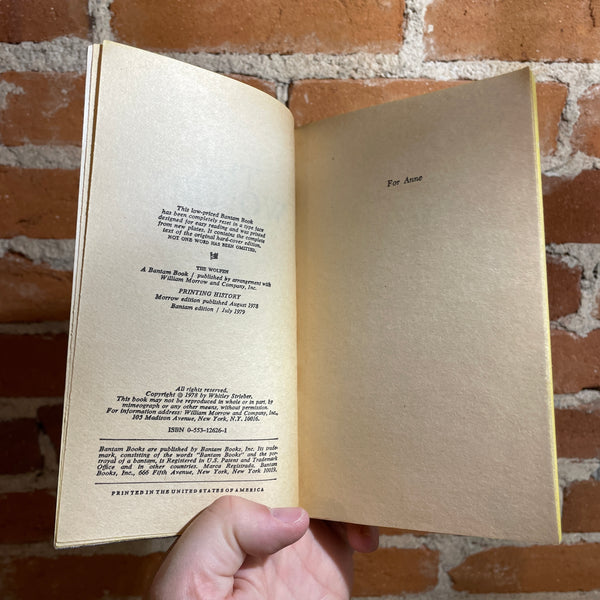 This low-priced Bantam Book
has been completely reset in a type face
designed for easy reading and was printed
from new plates. It contains the complete
text of the original hard-cover edition.
NOT ONE WORD HAS BEEN OMITTED.
THE WOLFEN
A Bantam Book / published by arrangement with
William Morrow and Company, Inc.
PRINTING HISTORY
Morrow edition published August 1978
Bantam edition / July 1979
All rights reserved.
Copyright © 1978 by Whitley Strieber.
This book may not be reproduced in whole or in part, by
mimeograph or any other means, without permission.
For information address: William Morrow and Company, Inc.,
105 Madison Avenue, New York, N.Y. 10016.
ISBN 0-553-12626-1
Bantam Books are published by Bantam Books, Inc. Its trade-
mark, consisting of the words "Bantam Books" and the por-
trayal of a bantam, is Registered in U.S. Patent and Trademark
Office and in other countries. Marca Registrada. Bantam
Books, Inc., 666 Fifth Avenue, New York, New York 10019.
PRINTED IN THE UNITED STATES OF AMERICA
For Anne